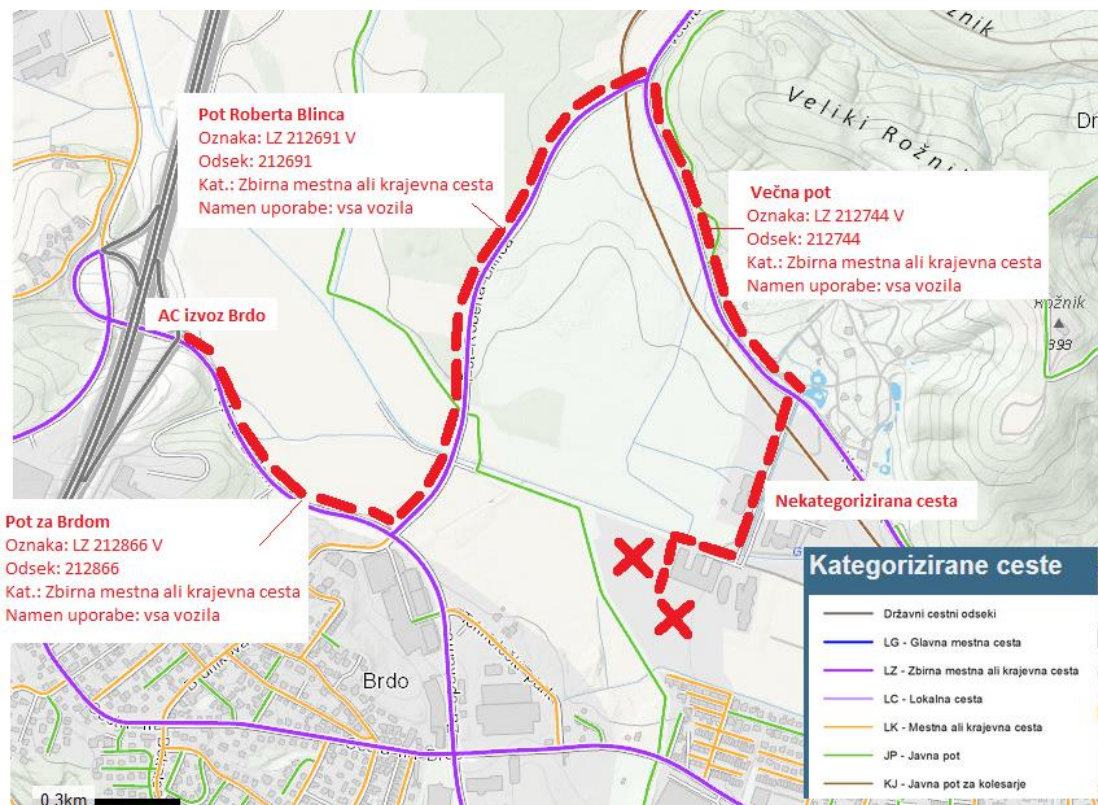 Pot Roberta Blinca
Oznaka: LZ 212691 V
Odsek: 212691
Kat.: Zbirna mestna ali krajevna cesta
Namen uporabe: vsa vozila
Veliki Rožnik
Večna pot
Oznaka: LZ 212744 V
Odsek: 212744
Kat.: Zbirna mestna ali krajevna cesta
Namen uporabe: vsa vozila
Rožnik
393
AC izvoz Brdo
Pot za Brdom
Oznaka: LZ 212866 V
Odsek: 212866
Kat.: Zbirna mestna ali krajevna cesta
Namen uporabe: vsa vozila
Nekategorizirana cesta
Brdo
Kategorizirane ceste
Državni cestni odseki
LG - Glavna mestna cesta
LZ - Zbirna mestna ali krajevna cesta
LC - Lokalna cesta
LK - Mestna ali krajevna cesta
JP - Javna pot
KJ - Javna pot za kolesarje
0.3km